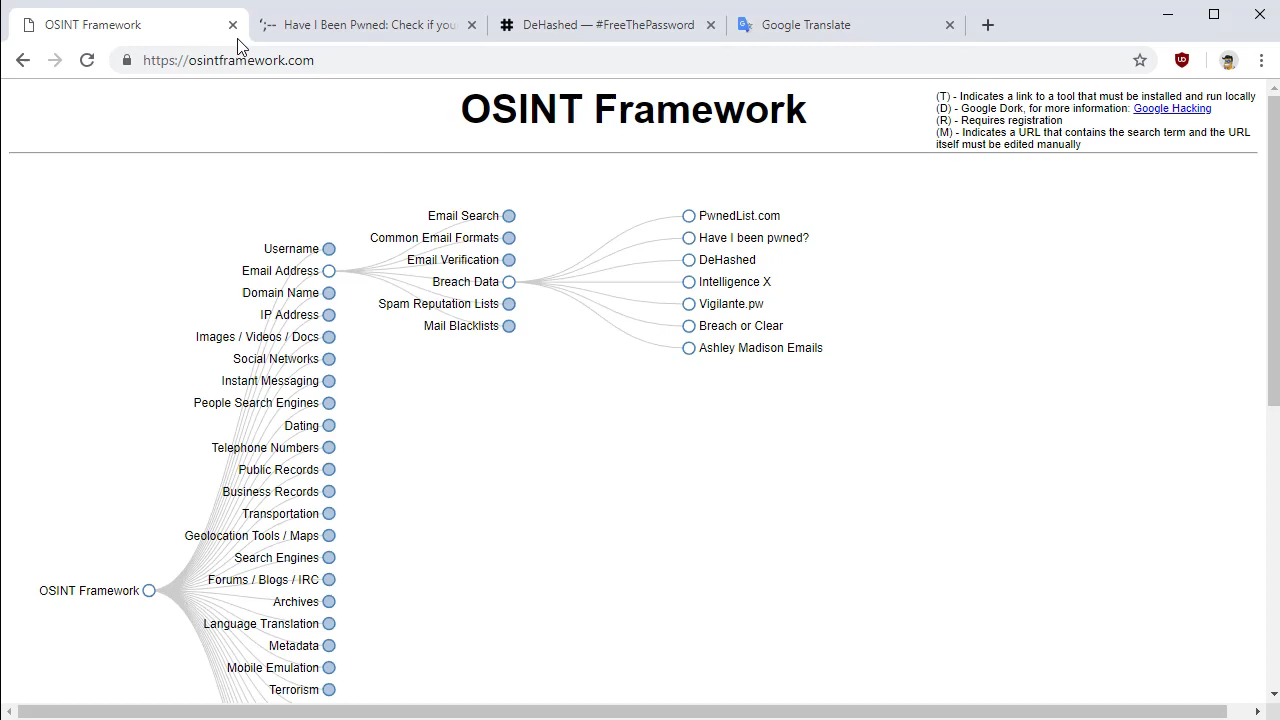 OSINT Framework
Have I Been Pwned: Check if you
DeHashed — #FreeThePassword
Google Translate
https://osintframework.com
OSINT Framework
(T) - Indicates a link to a tool that must be installed and run locally
(D) - Google Dork, for more information: Google Hacking
(R) - Requires registration
(M) - Indicates a URL that contains the search term and the URL
itself must be edited manually
Username
Email Address
Domain Name
IP Address
Images / Videos / Docs
Social Networks
Instant Messaging
People Search Engines
Dating
Telephone Numbers
Public Records
Business Records
Transportation
Geolocation Tools / Maps
Search Engines
Forums / Blogs / IRC
OSINT Framework
Archives
Language Translation
Metadata
Mobile Emulation
Terrorism
Email Search
Common Email Formats
Email Verification
Breach Data
Spam Reputation Lists
Mail Blacklists
PwnedList.com
Have I been pwned?
DeHashed
Intelligence X
Vigilante.pw
Breach or Clear
Ashley Madison Emails